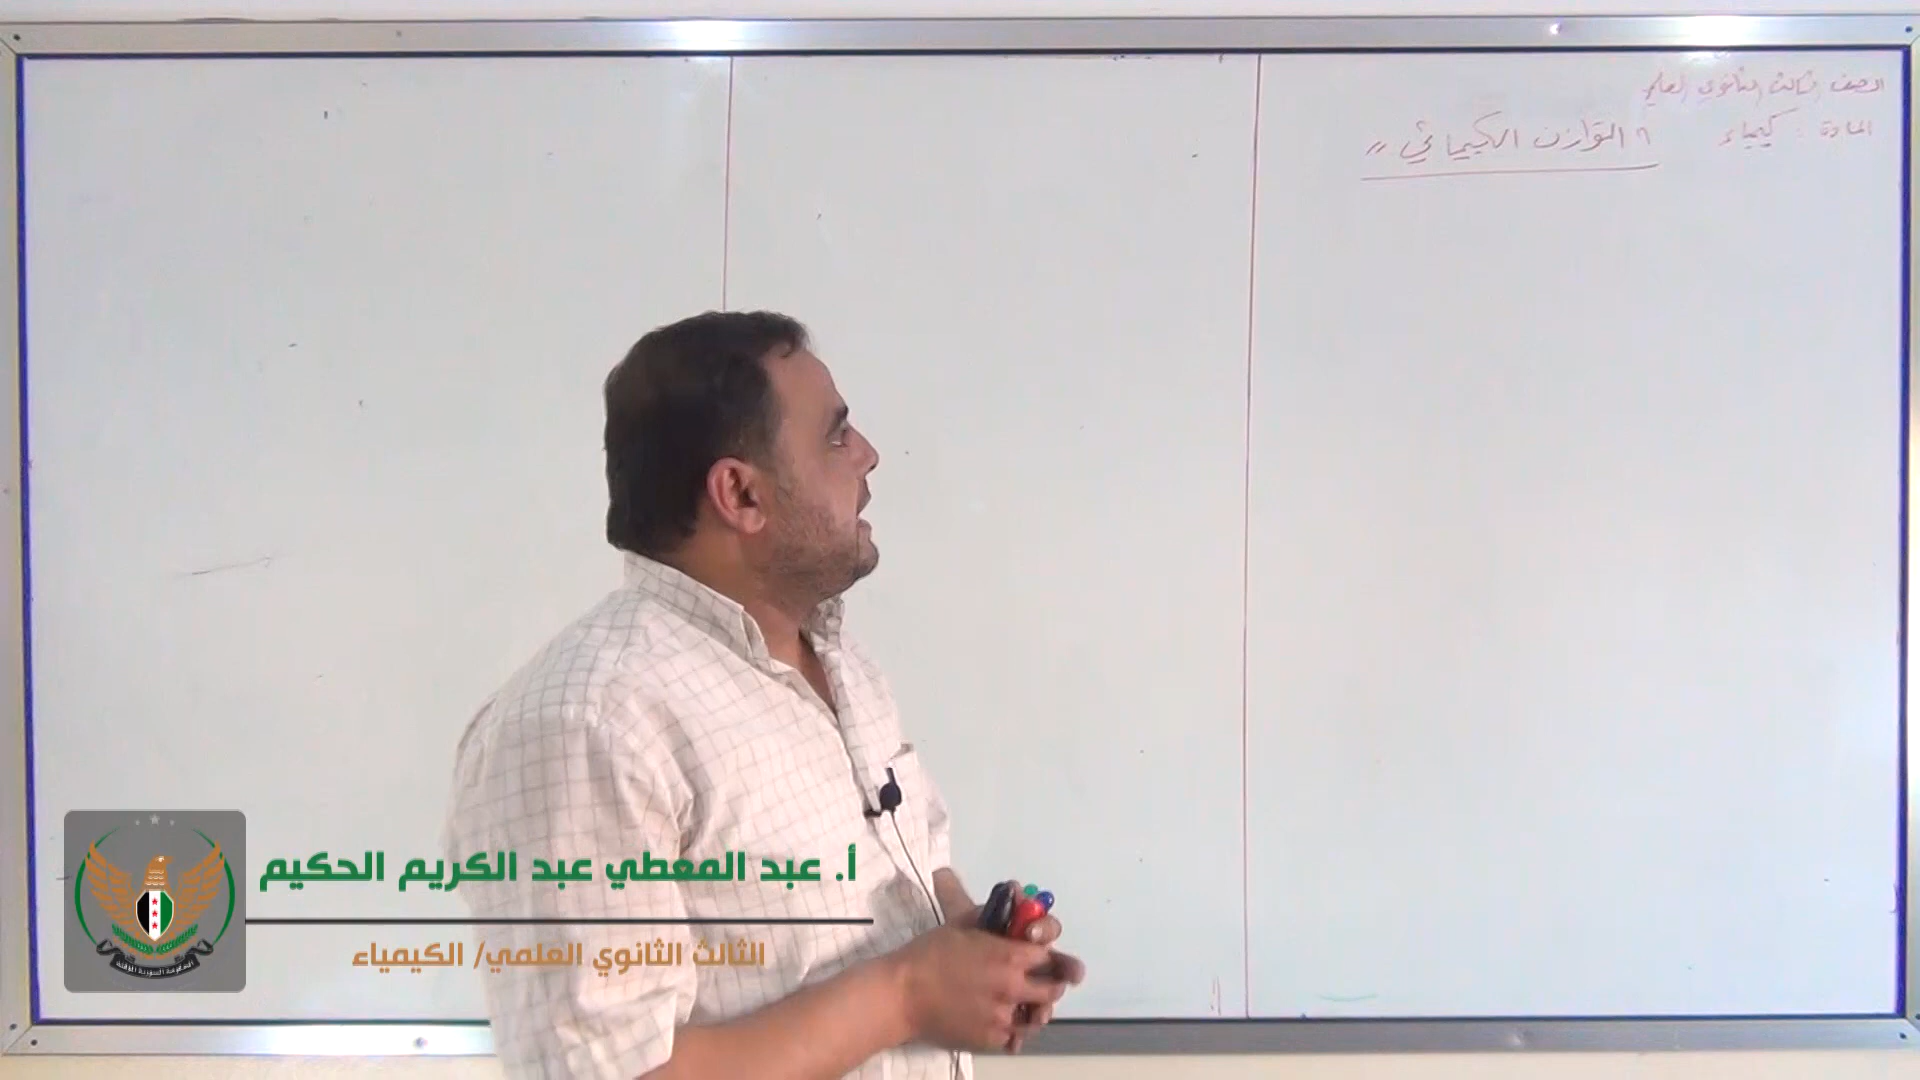 الصف الثالث الثانوي العلمي
المادة : كيمياء
" التوازن الكيميائي "
أ. عبد المعطي عبد الكريم الحكيم
الثالث الثانوي العلمي/ الكيمياء